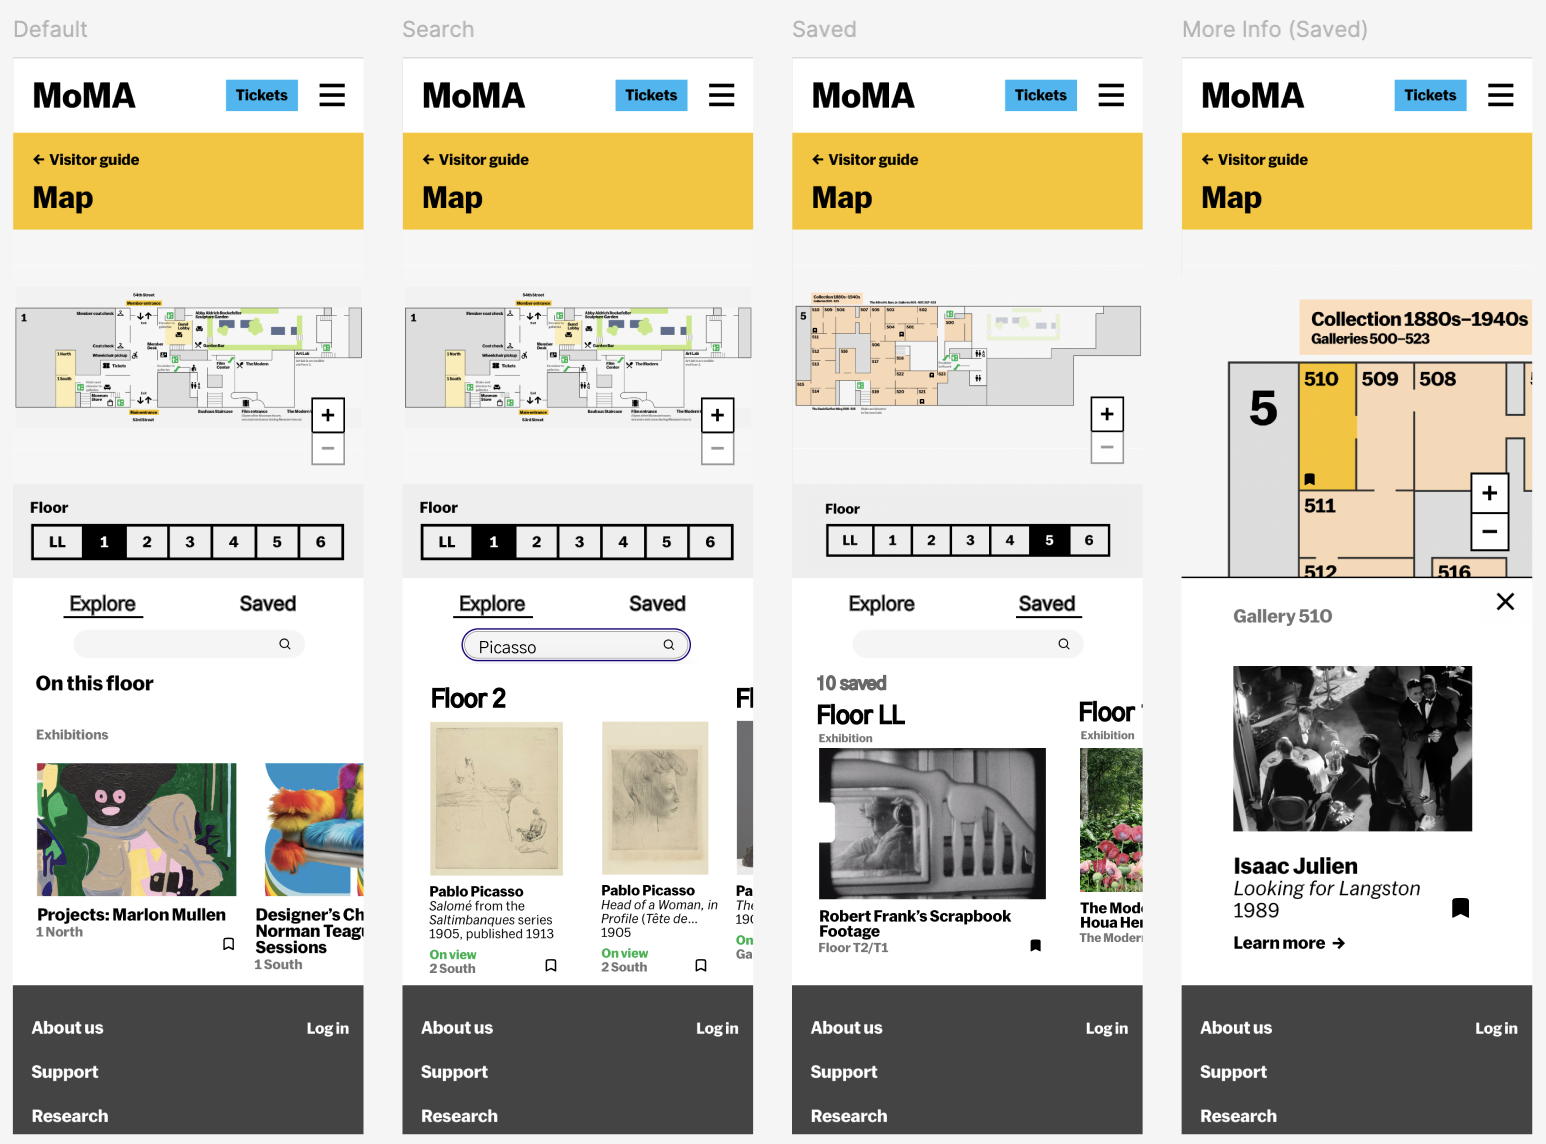 Default
MoMA
Tickets
← Visitor guide
Map
54th Street
Member entrance
1
Member coat check
Exit
Abby Aldrich Rockefeller
Sculpture Garden
Gund
Lobby
Garden Bar
Coat check
Member
Desk
1 North
Wheelchair pickup
Tickets
Film
Center
The Modern
Art Lab
1 South
Museum
Store
Main entrance
53rd Street
Bauhaus Staircase
Film entrance
The Modern
+
−
Floor
LL 1 2 3 4 5 6
Explore Saved
On this floor
Exhibitions
Projects: Marlon Mullen
1 North
Designer's Ch
Norman Teag
Sessions
1 South
About us
Log in
Support
Research
Search
MoMA
Tickets
← Visitor guide
Map
54th Street
Member entrance
1
Member coat check
Exit
Abby Aldrich Rockefeller
Sculpture Garden
Gund
Lobby
Garden Bar
Coat check
Member
Desk
1 North
Wheelchair pickup
Tickets
Film
Center
The Modern
Art Lab
1 South
Museum
Store
Main entrance
53rd Street
Bauhaus Staircase
Film entrance
The Modern
+
−
Floor
LL 1 2 3 4 5 6
Explore Saved
Picasso
Floor 2
Fl
Pablo Picasso
Salomé from the
Saltimbanques series
1905, published 1913
On view
2 South
Pablo Picasso
Head of a Woman, in
Profile (Tête de...
1905
On view
2 South
Pa
The
190
On
Ga
About us
Log in
Support
Research
Saved
MoMA
Tickets
← Visitor guide
Map
Collection 1880s–1940s
5
510 509 508 507 506 503 502
504 501
500
511
505
512 516
513
517
515
514 518 519 520 521
522 523
+
−
Floor
LL 1 2 3 4 5 6
Explore Saved
10 saved
Floor LL
Exhibition
Robert Frank's Scrapbook
Footage
Floor T2/T1
Floor
Exhibition
The Mode
Houa Her
The Modern
About us
Log in
Support
Research
More Info (Saved)
MoMA
Tickets
← Visitor guide
Map
Collection 1880s–1940s
Galleries 500–523
5
510 509 508
511
512 516
+
−
Gallery 510
Isaac Julien
Looking for Langston
1989
Learn more →
About us
Log in
Support
Research